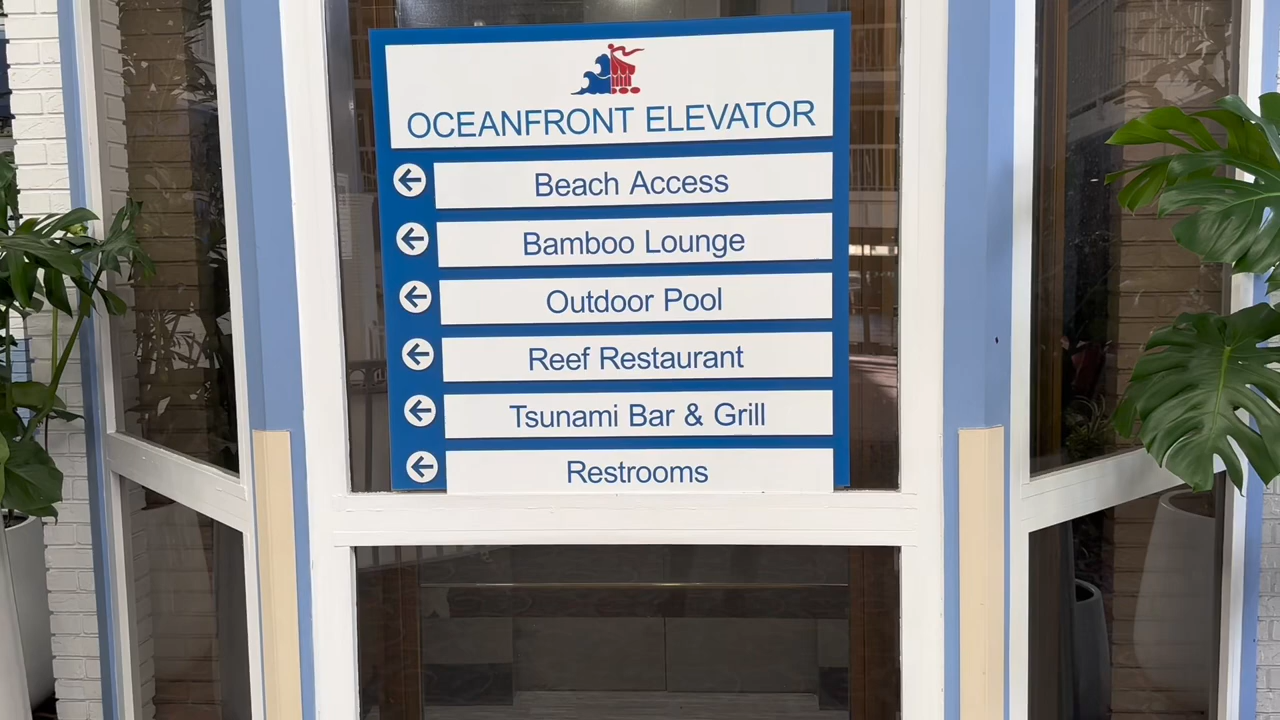 OCEANFRONT ELEVATOR
Beach Access
Bamboo Lounge
Outdoor Pool
Reef Restaurant
Tsunami Bar & Grill
Restrooms